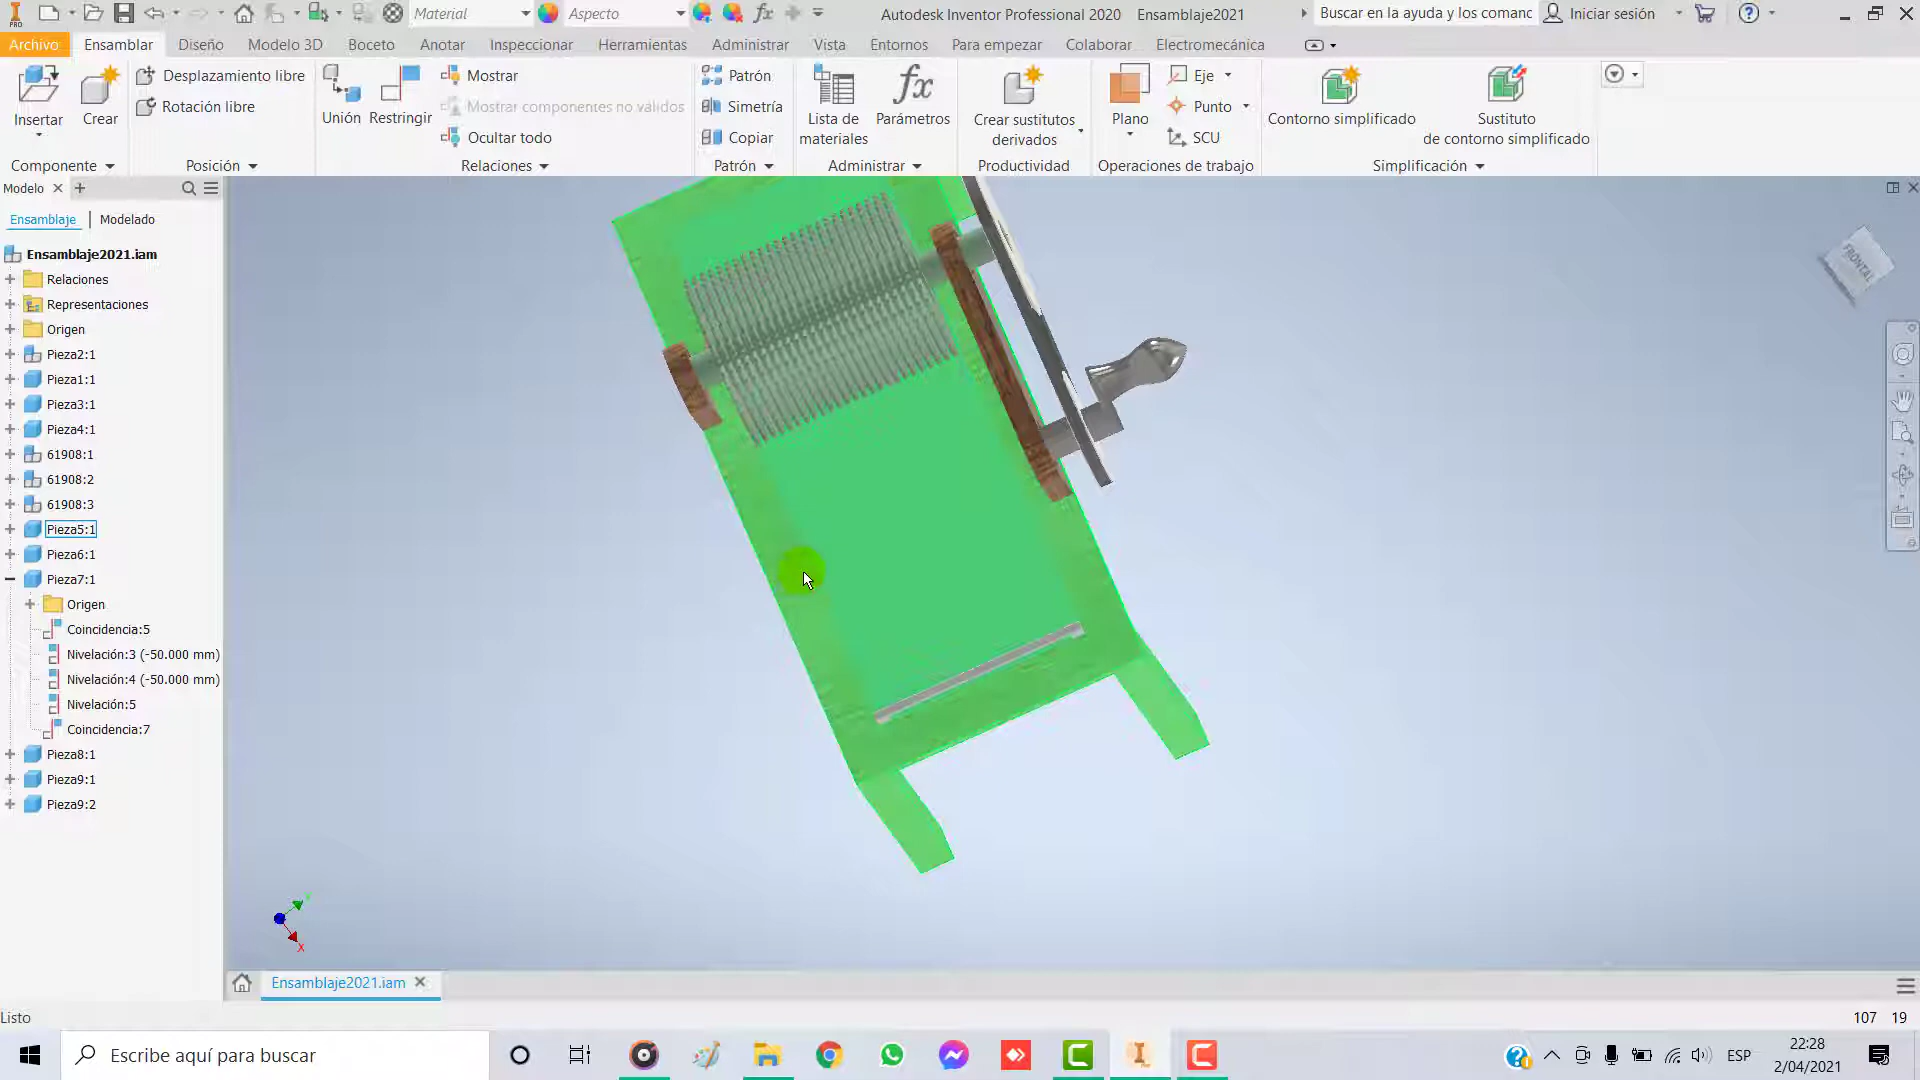 Material
Aspecto
Autodesk Inventor Professional 2020 Ensamblaje2021
Buscar en la ayuda y los comanc
Iniciar sesión
PRO
Archivo Ensamblar Diseño Modelo 3D Boceto Anotar Inspeccionar Herramientas Administrar Vista Entornos Para empezar Colaborar Electromecánica
Insertar
Crear
Desplazamiento libre
Rotación libre
Unión
Restringir
Mostrar
Mostrar componentes no válidos
Ocultar todo
Patrón
Simetría
Copiar
Lista de
materiales
Parámetros
Crear sustitutos
derivados
Plano
Eje
Punto
SCU
Contorno simplificado
Sustituto
de contorno simplificado
Componente Posición Relaciones Patrón Administrar Productividad Operaciones de trabajo Simplificación
Modelo
Ensamblaje Modelado
Ensamblaje2021.iam
Relaciones
Representaciones
Origen
Pieza2:1
Pieza1:1
Pieza3:1
Pieza4:1
61908:1
61908:2
61908:3
Pieza5:1
Pieza6:1
Pieza7:1
Origen
Coincidencia:5
Nivelación:3 (-50.000 mm)
Nivelación:4 (-50.000 mm)
Nivelación:5
Coincidencia:7
Pieza8:1
Pieza9:1
Pieza9:2
FRONTAL
X
Ensamblaje2021.iam
Listo
107 19
Escribe aquí para buscar
ESP
22:28
2/04/2021